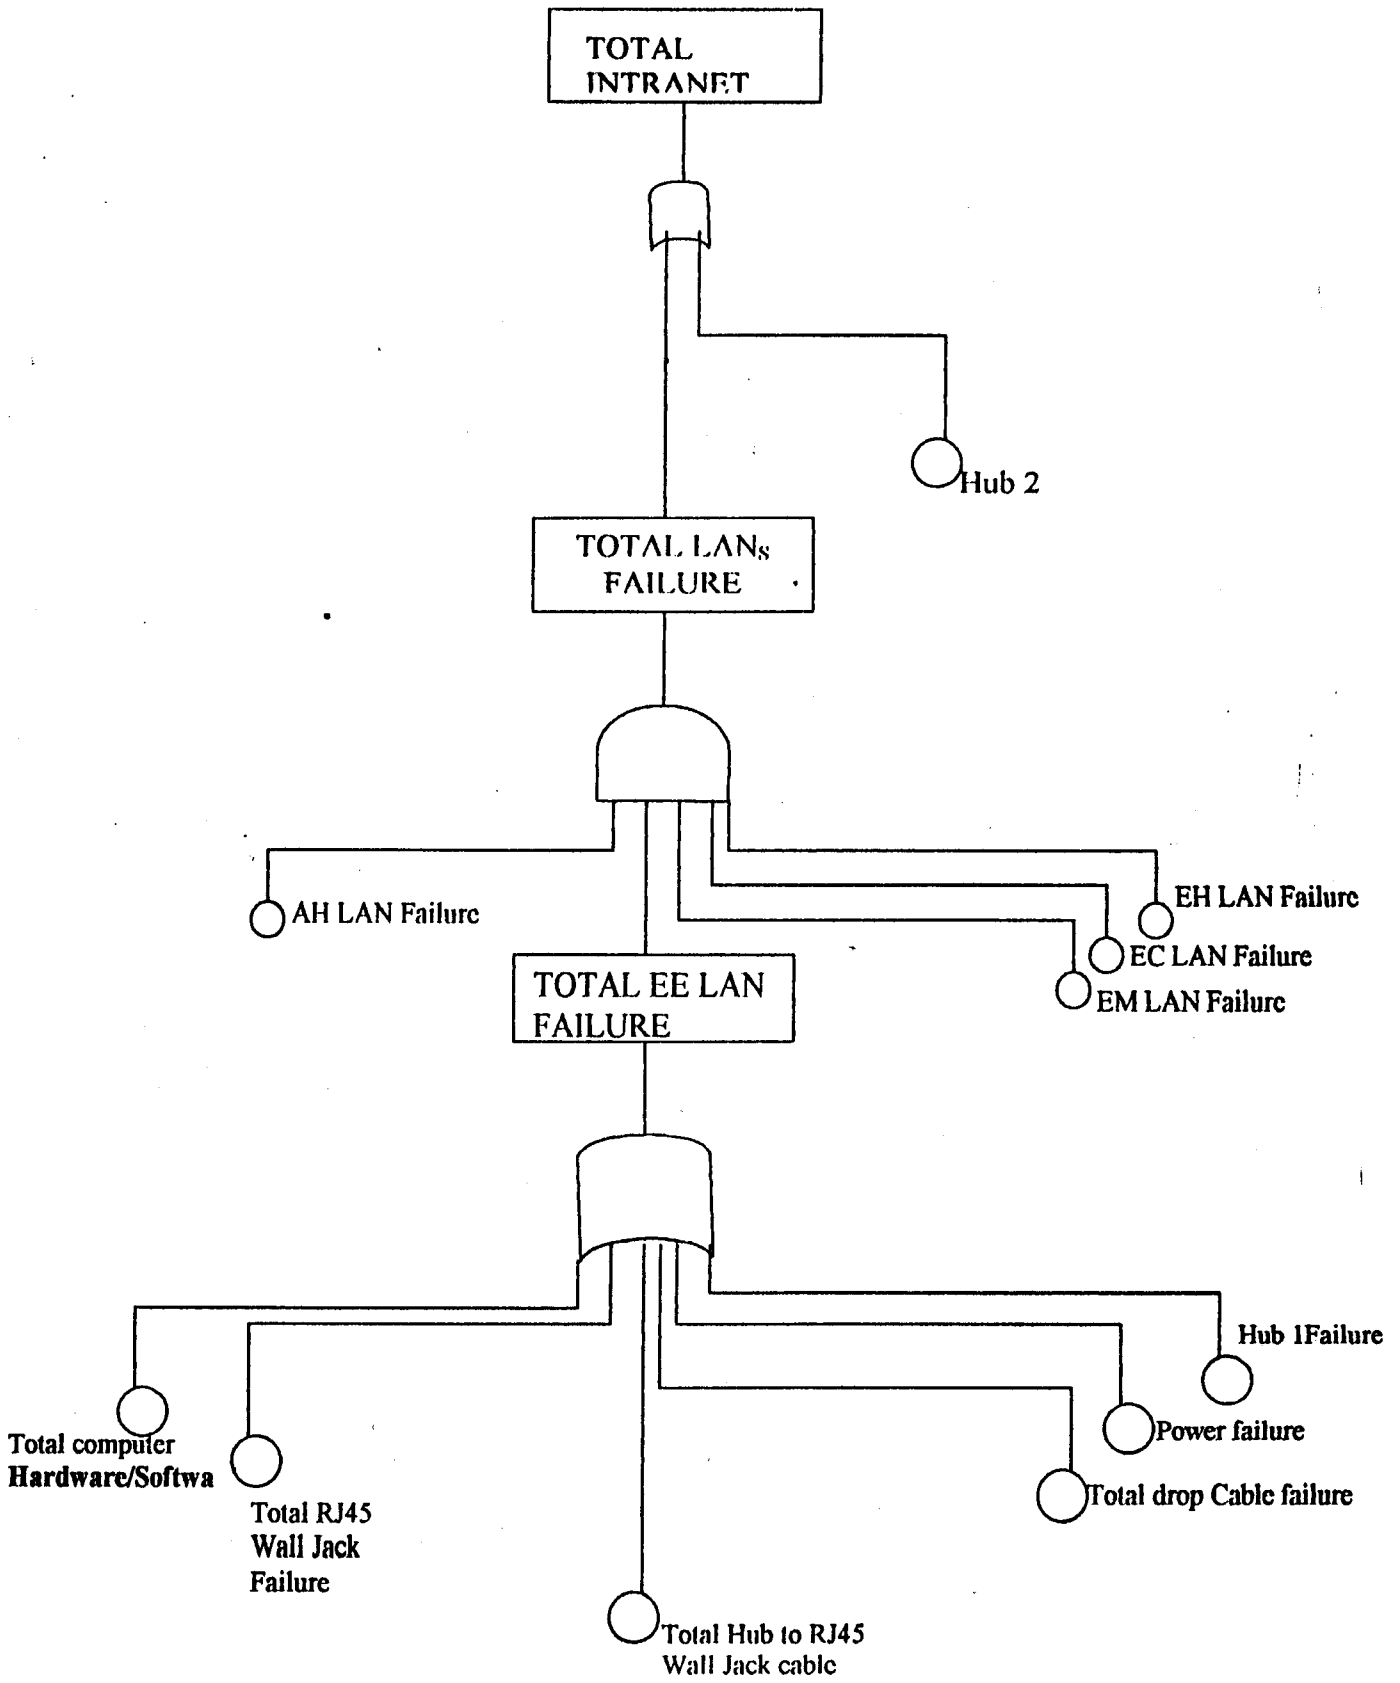 TOTAL
INTRANET
Hub 2
TOTAL LANs
FAILURE
AH LAN Failure
EH LAN Failure
EC LAN Failure
EM LAN Failure
TOTAL EE LAN
FAILURE
Hub 1Failure
Total computer
Hardware/Softwa
Power failure
Total drop Cable failure
Total RJ45
Wall Jack
Failure
Total Hub to RJ45
Wall Jack cable